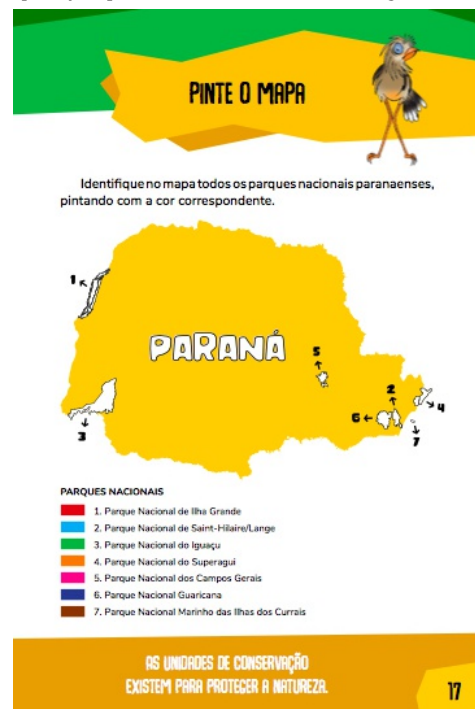 PINTE O MAPA
Identifique no mapa todos os parques nacionais paranaenses,
pintando com a cor correspondente.
1
PARANÁ
5
2
6
4
7
3
PARQUES NACIONAIS
1. Parque Nacional de Ilha Grande
2. Parque Nacional de Saint-Hilaire/Lange
3. Parque Nacional do Iguaçu
4. Parque Nacional do Superagui
5. Parque Nacional dos Campos Gerais
6. Parque Nacional Guaricana
7. Parque Nacional Marinho das Ilhas dos Currais
AS UNIDADES DE CONSERVAÇÃO
EXISTEM PARA PROTEGER A NATUREZA.
17